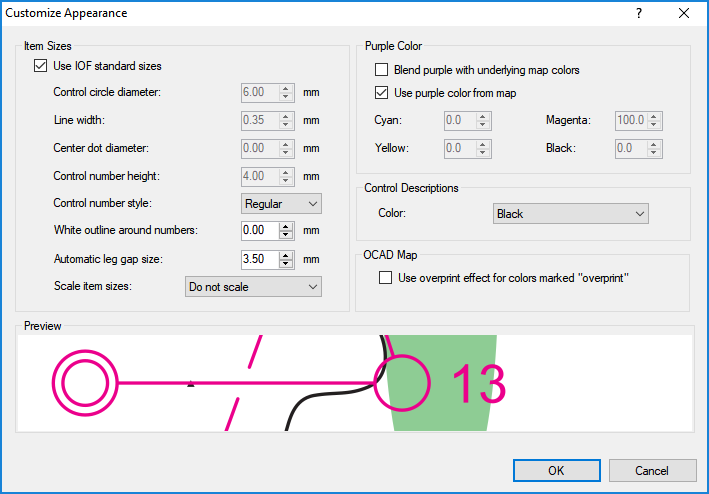 Customize Appearance ?
Item Sizes
Use IOF standard sizes
Control circle diameter: 6.00 mm
Line width: 0.35 mm
Center dot diameter: 0.00 mm
Control number height: 4.00 mm
Control number style: Regular
White outline around numbers: 0.00 mm
Automatic leg gap size: 3.50 mm
Scale item sizes: Do not scale
Purple Color
Blend purple with underlying map colors
Use purple color from map
Cyan: 0.0 Magenta: 100.0
Yellow: 0.0 Black: 0.0
Control Descriptions
Color: Black
OCAD Map
Use overprint effect for colors marked "overprint"
Preview
13
OK Cancel